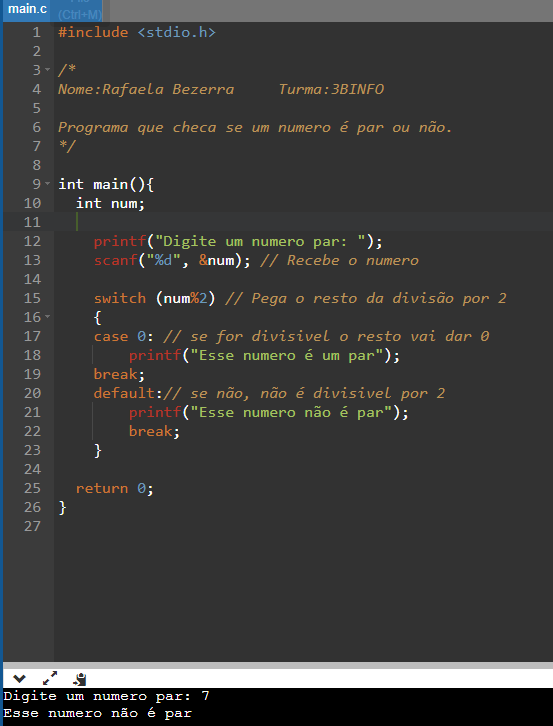 main.c
(Ctrl+M)
1 #include <stdio.h>
2
3 /*
4 Nome:Rafaela Bezerra     Turma:3BINFO
5
6 Programa que checa se um numero é par ou não.
7 */
8
9 int main(){
10   int num;
11
12     printf("Digite um numero par: ");
13     scanf("%d", &num); // Recebe o numero
14
15     switch (num%2) // Pega o resto da divisão por 2
16     {
17     case 0: // se for divisivel o resto vai dar 0
18         printf("Esse numero é um par");
19     break;
20     default:// se não, não é divisivel por 2
21         printf("Esse numero não é par");
22         break;
23     }
24
25   return 0;
26 }
27
Digite um numero par: 7
Esse numero não é par